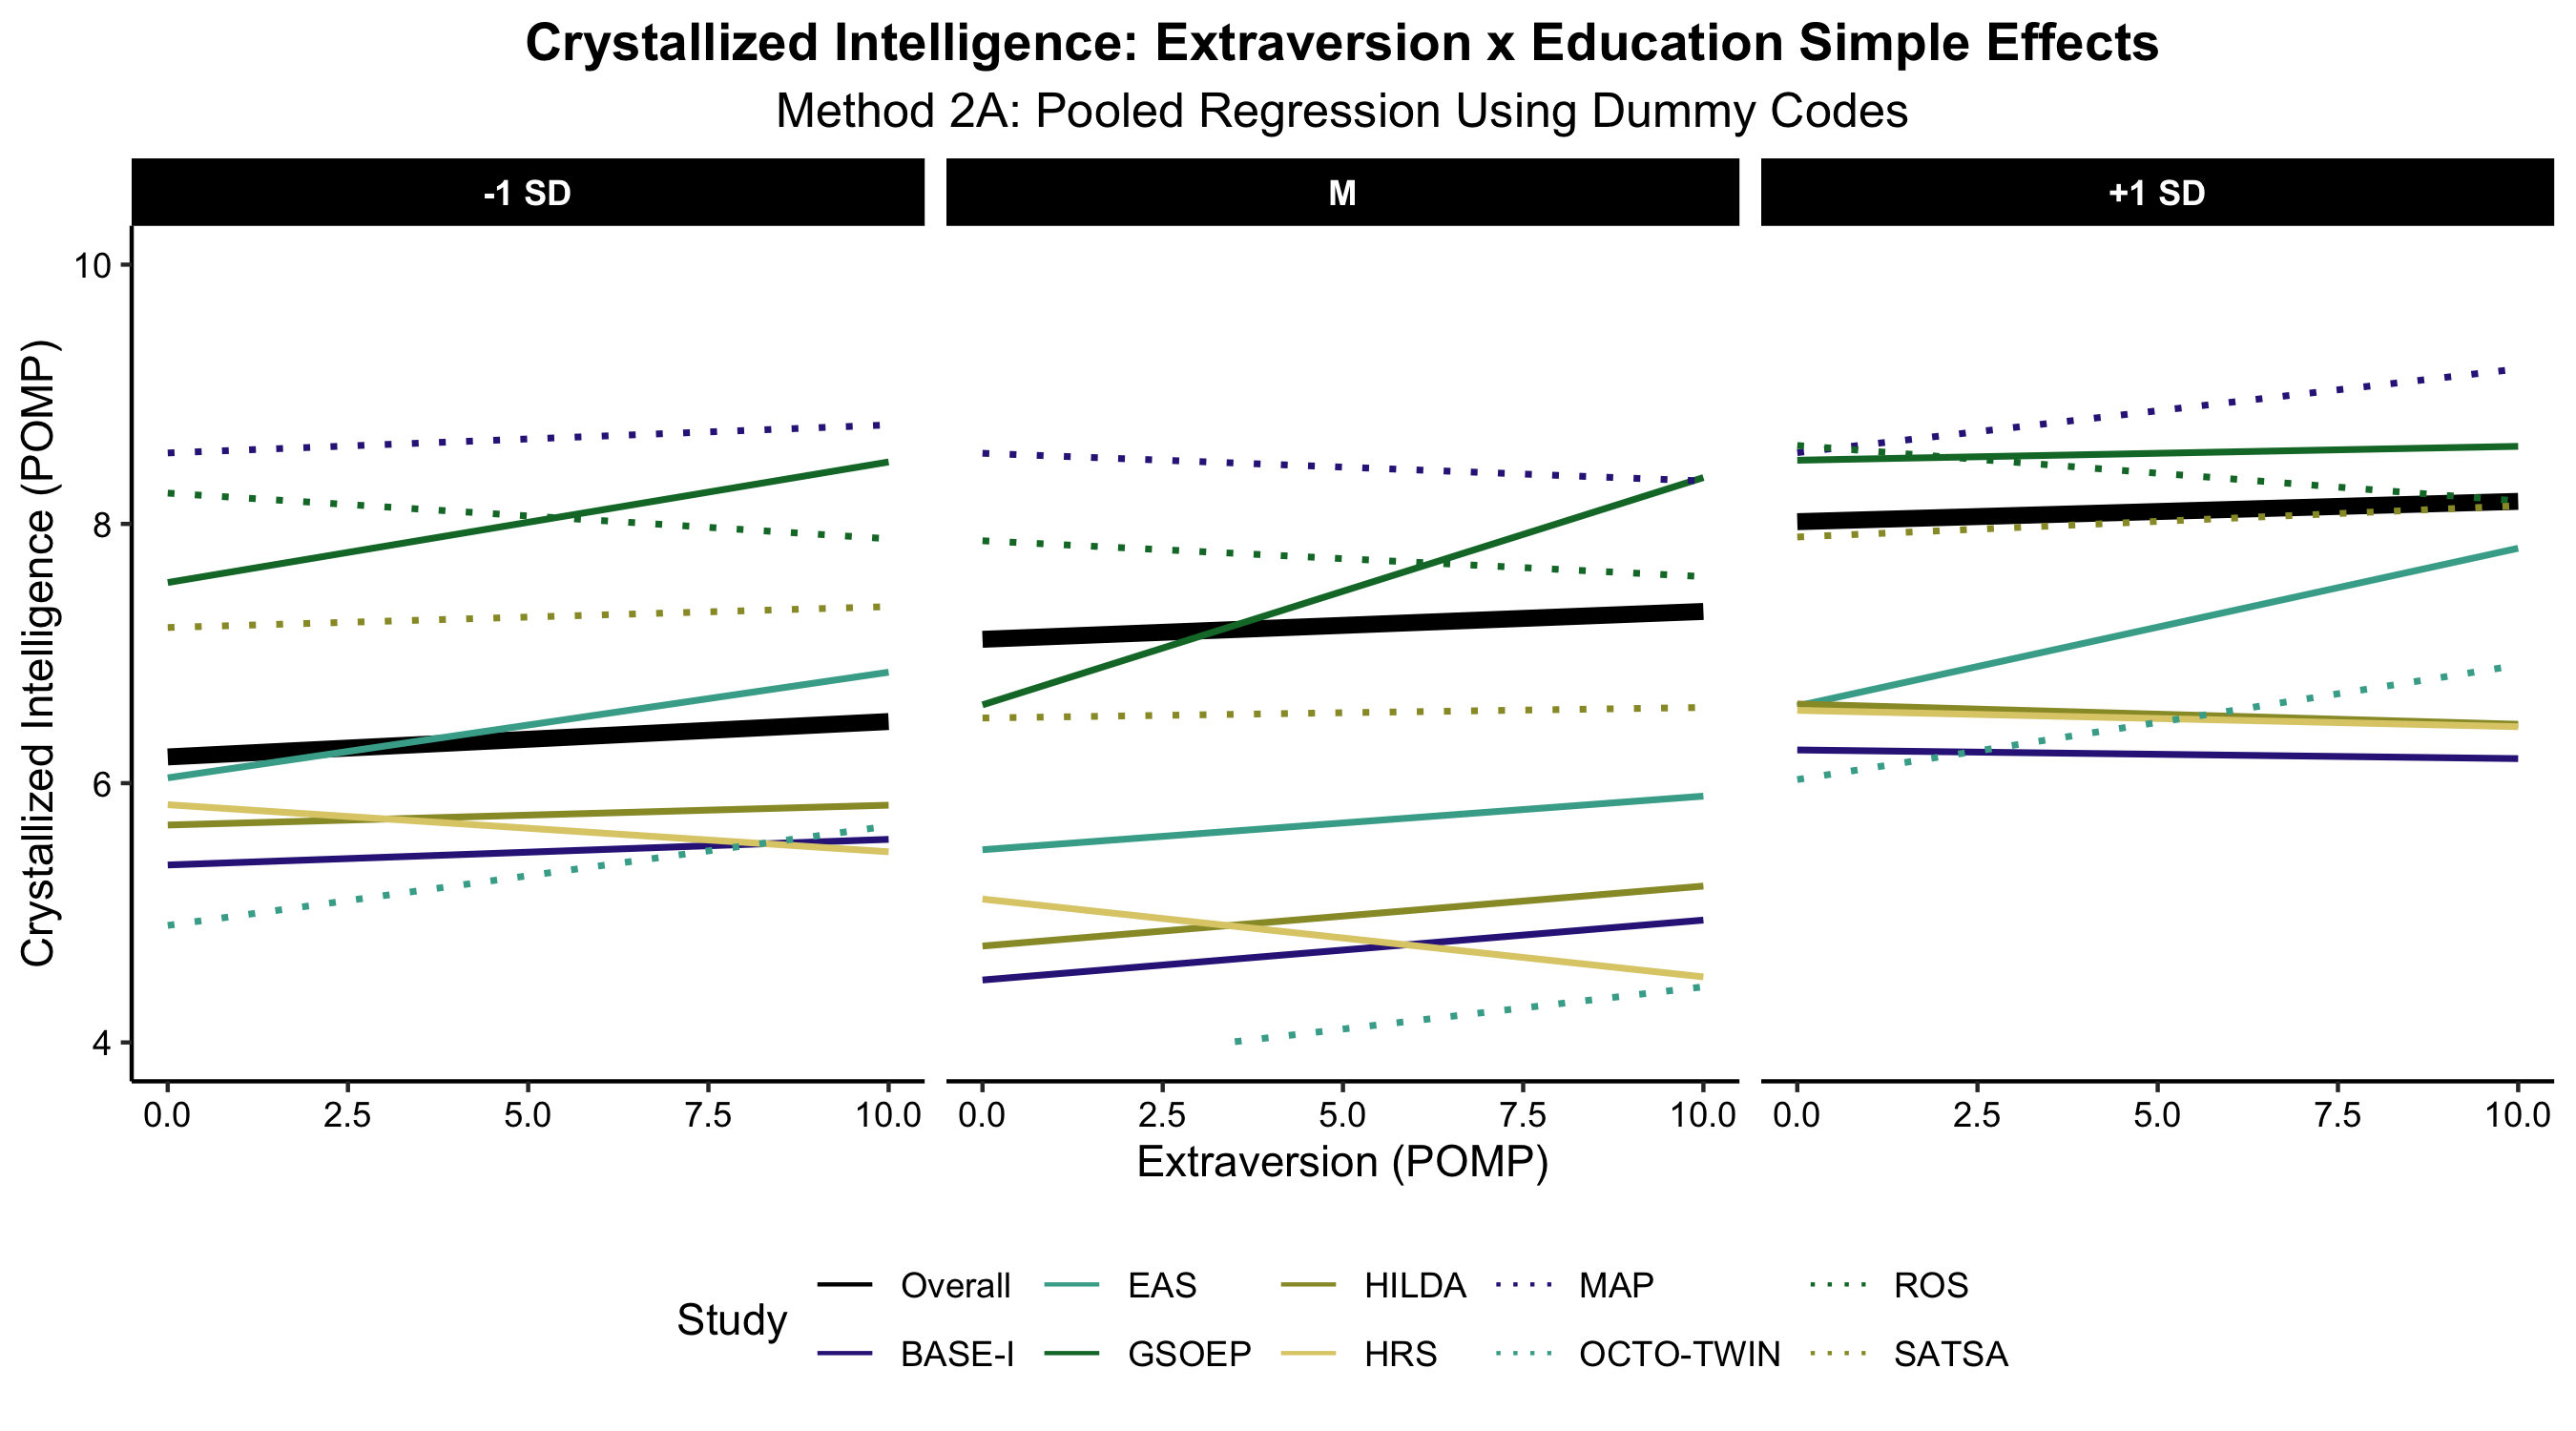 Crystallized Intelligence: Extraversion x Education Simple Effects
Method 2A: Pooled Regression Using Dummy Codes
-1 SD M +1 SD
Crystallized Intelligence (POMP)
10
8
6
4
0.0 2.5 5.0 7.5 10.0 0.0 2.5 5.0 7.5 10.0 0.0 2.5 5.0 7.5 10.0
Extraversion (POMP)
Study
Overall EAS HILDA MAP ROS
BASE-I GSOEP HRS OCTO-TWIN SATSA